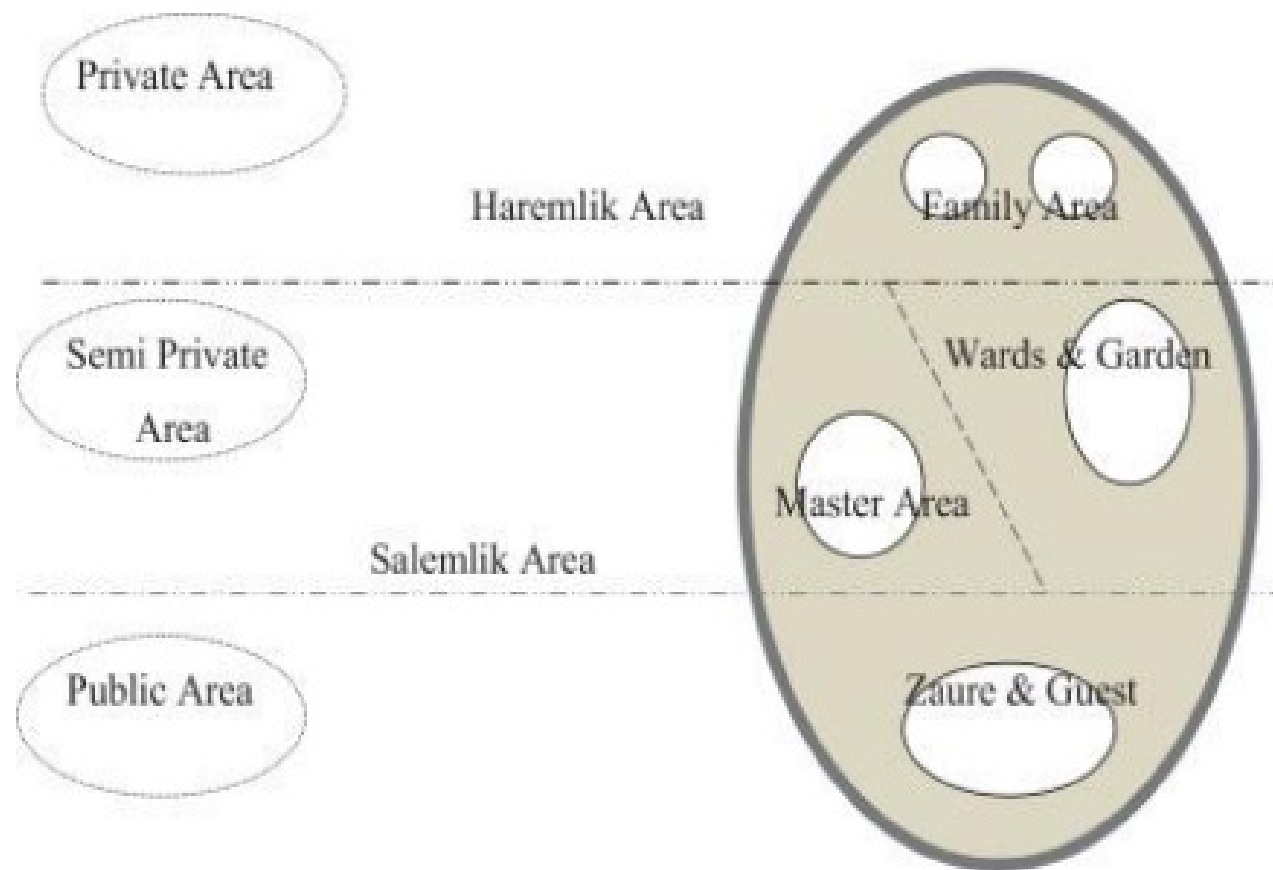 Private Area
Haremlik Area
Family Area
Semi Private
Area
Wards & Garden
Master Area
Salemlik Area
Public Area
Zaure & Guest